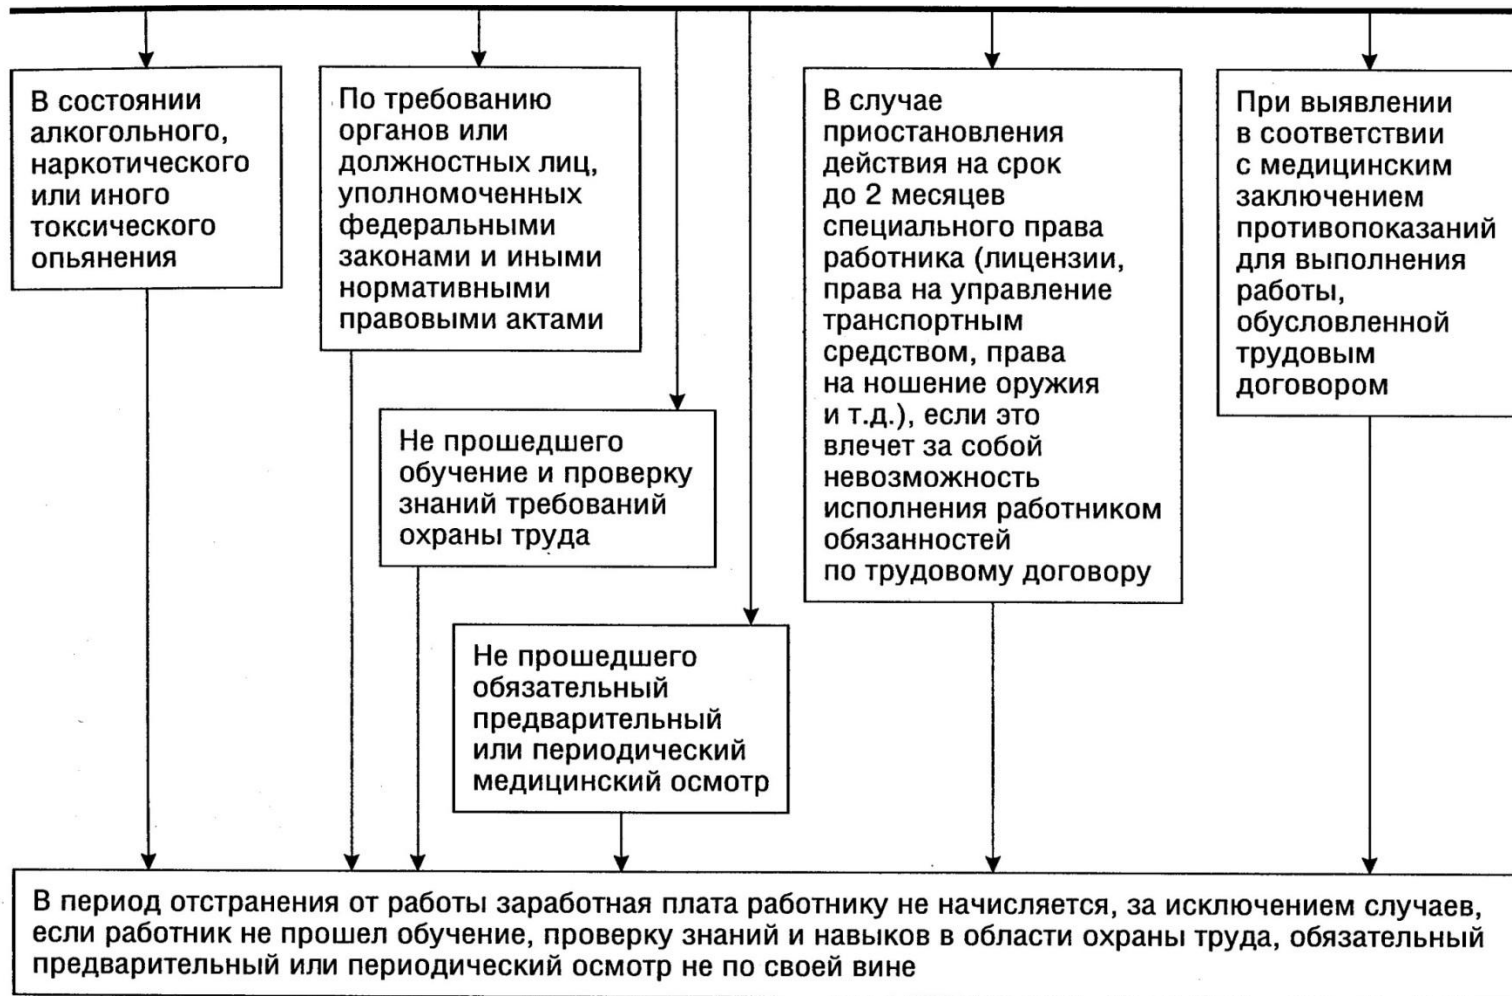 В состоянии
алкогольного,
наркотического
или иного
токсического
опьянения
По требованию
органов или
должностных лиц,
уполномоченных
федеральными
законами и иными
нормативными
правовыми актами
Не прошедшего
обучение и проверку
знаний требований
охраны труда
Не прошедшего
обязательный
предварительный
или периодический
медицинский осмотр
В случае
приостановления
действия на срок
до 2 месяцев
специального права
работника (лицензии,
права на управление
транспортным
средством, права
на ношение оружия
и т.д.), если это
влечет за собой
невозможность
исполнения работником
обязанностей
по трудовому договору
При выявлении
в соответствии
с медицинским
заключением
противопоказаний
для выполнения
работы,
обусловленной
трудовым
договором
В период отстранения от работы заработная плата работнику не начисляется, за исключением случаев,
если работник не прошел обучение, проверку знаний и навыков в области охраны труда, обязательный
предварительный или периодический осмотр не по своей вине